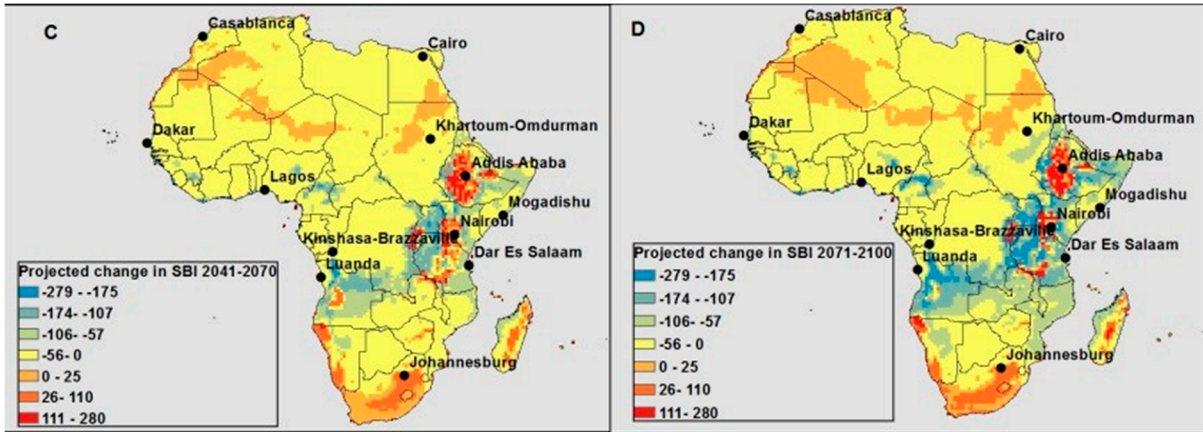 C
Casablanca
Cairo
Dakar
Khartoum-Omdurman
Addis Ababa
Lagos
Mogadishu
Nairobi
Kinshasa-Brazzaville
Dar Es Salaam
Luanda
Projected change in SBI 2041-2070
-279 - -175
-174 - -107
-106- -57
-56- 0
0 - 25
26- 110
111 - 280
Johannesburg
D
Casablanca
Cairo
Dakar
Khartoum-Omdurman
Addis Ababa
Lagos
Mogadishu
Nairobi
Kinshasa-Brazzaville
Dar Es Salaam
Luanda
Projected change in SBI 2071-2100
-279 - -175
-174 - -107
-106- -57
-56 - 0
0 - 25
26- 110
111- 280
Johannesburg